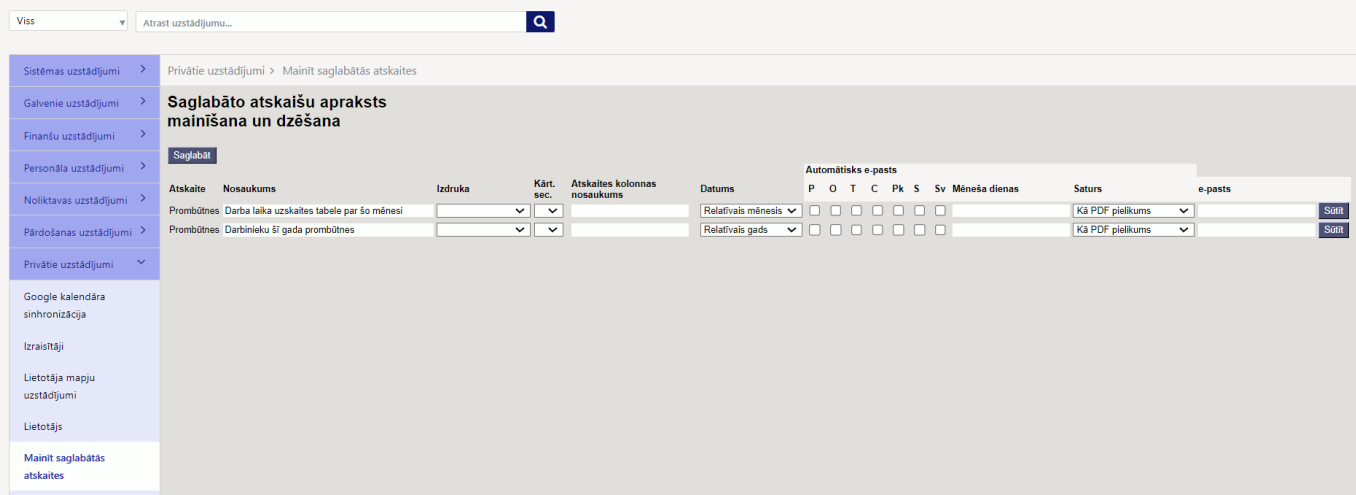 Viss
Atrast uzstādījumu...
Sistēmas uzstādījumi
Galvenie uzstādījumi
Finanšu uzstādījumi
Personāla uzstādījumi
Noliktavas uzstādījumi
Pārdošanas uzstādījumi
Privātie uzstādījumi
Google kalendāra
sinhronizācija
Izraisītāji
Lietotāja mapju
uzstādījumi
Lietotājs
Mainīt saglabātās
atskaites
Privātie uzstādījumi > Mainīt saglabātās atskaites
Saglabāto atskaišu apraksts
mainīšana un dzēšana
Saglabāt
Automātisks e-pasts
Atskaite Nosaukums Izdruka Kārt. sec. Atskaites kolonnas nosaukums Datums P O T C Pk S Sv Mēneša dienas Saturs e-pasts
Prombūtnes Darba laika uzskaites tabele par šo mēnesi Relatīvais mēnesis Kā PDF pielikums Sūtīt
Prombūtnes Darbinieku šī gada prombūtnes Relatīvais gads Kā PDF pielikums Sūtīt